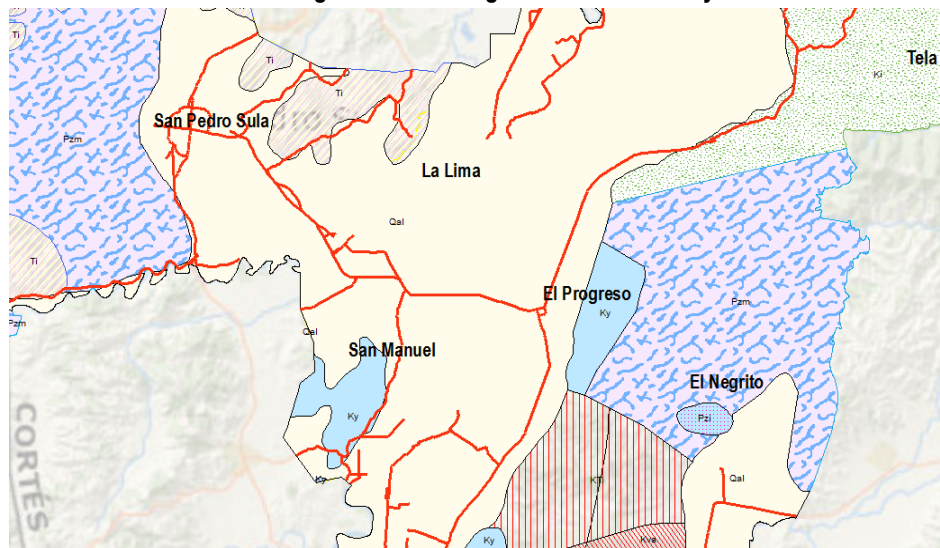 Ti
Ti
Ti
Tela
Ki
San Pedro Sula
Pzm
La Lima
Qal
Ti
El Progreso
Pzm
Ky
Pzm
Qal
San Manuel
El Negrito
Ky
Pzi
CORTÉS
Ky
KTi
Qal
Ky
Kva